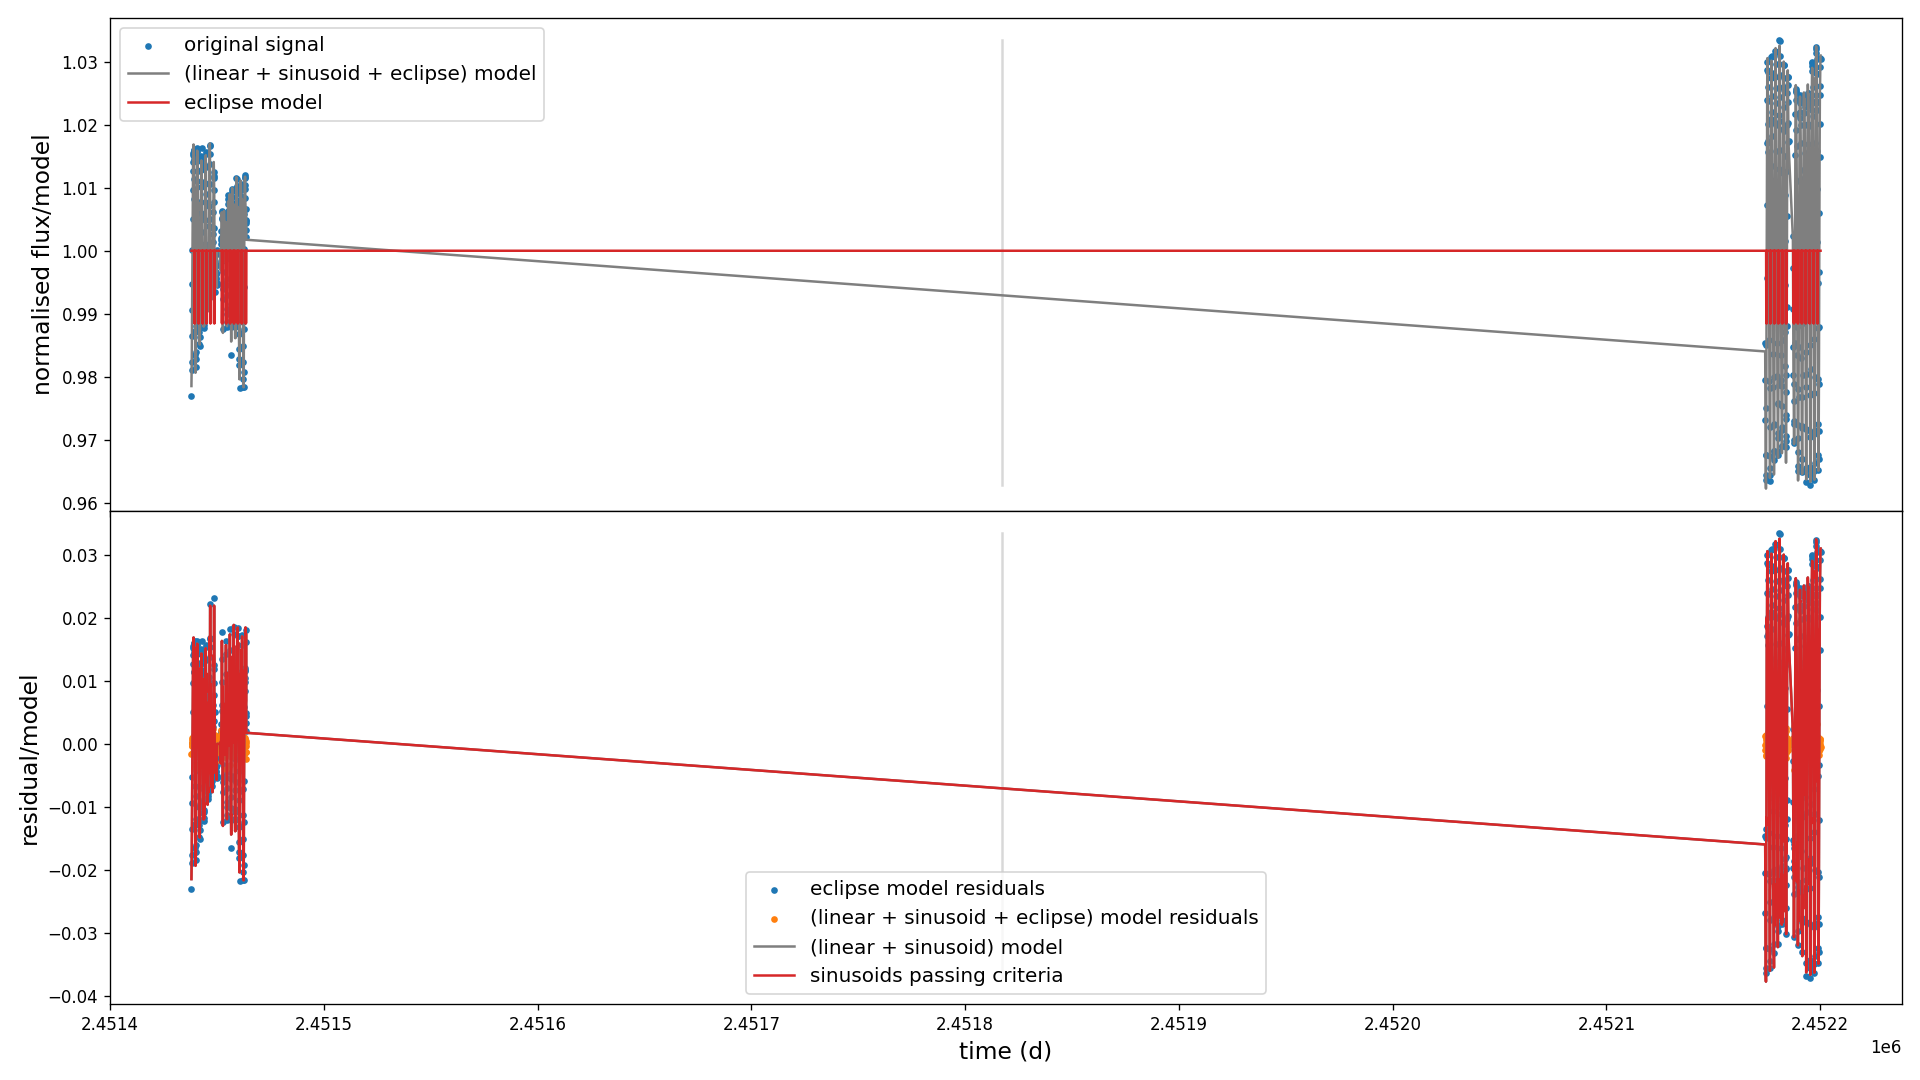 original signal
(linear + sinusoid + eclipse) model
eclipse model
normalised flux/model
1.03
1.02
1.01
1.00
0.99
0.98
0.97
0.96
residual/model
0.03
0.02
0.01
0.00
−0.01
−0.02
−0.03
−0.04
eclipse model residuals
(linear + sinusoid + eclipse) model residuals
(linear + sinusoid) model
sinusoids passing criteria
2.4514 2.4515 2.4516 2.4517 2.4518 2.4519 2.4520 2.4521 2.4522
time (d)
1e6